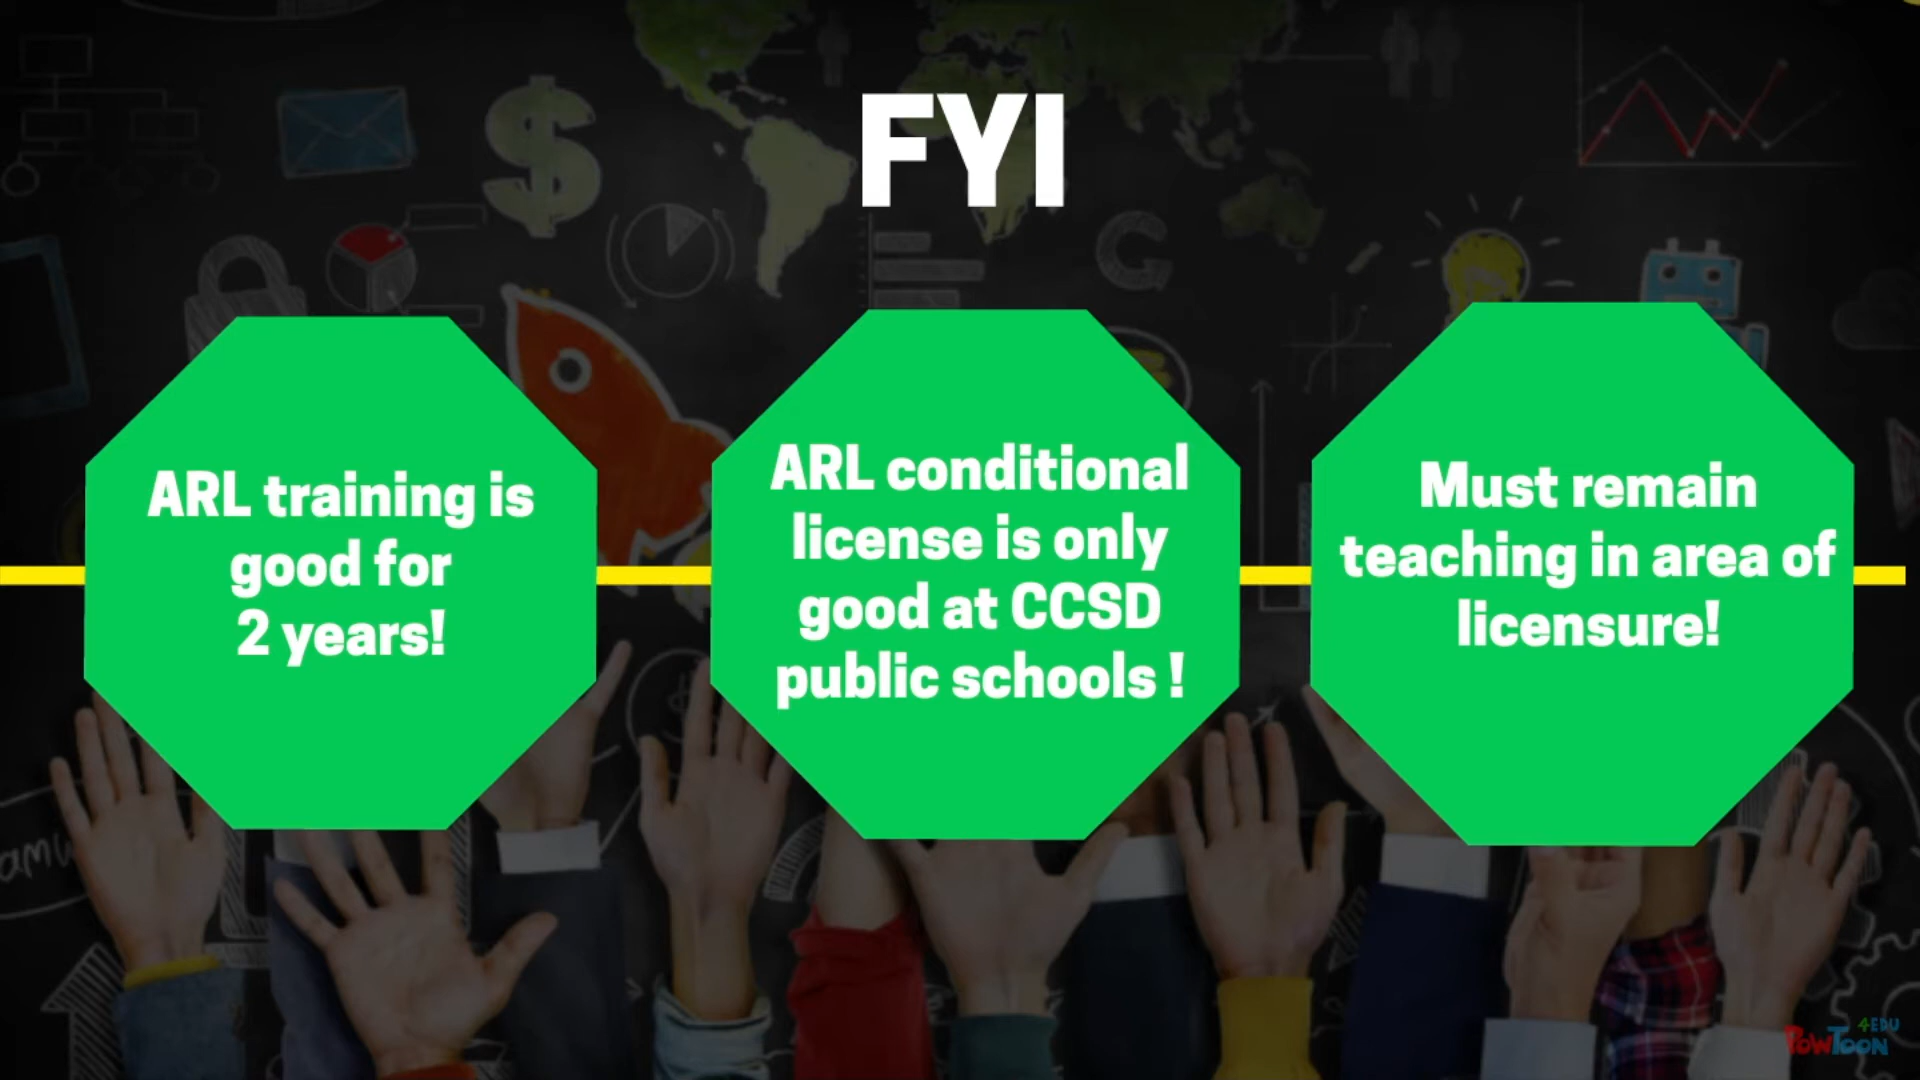 FYI
ARL training is
good for
2 years!
ARL conditional
license is only
good at CCSD
public schools !
Must remain
teaching in area of
licensure!
4EDU
POWTOON